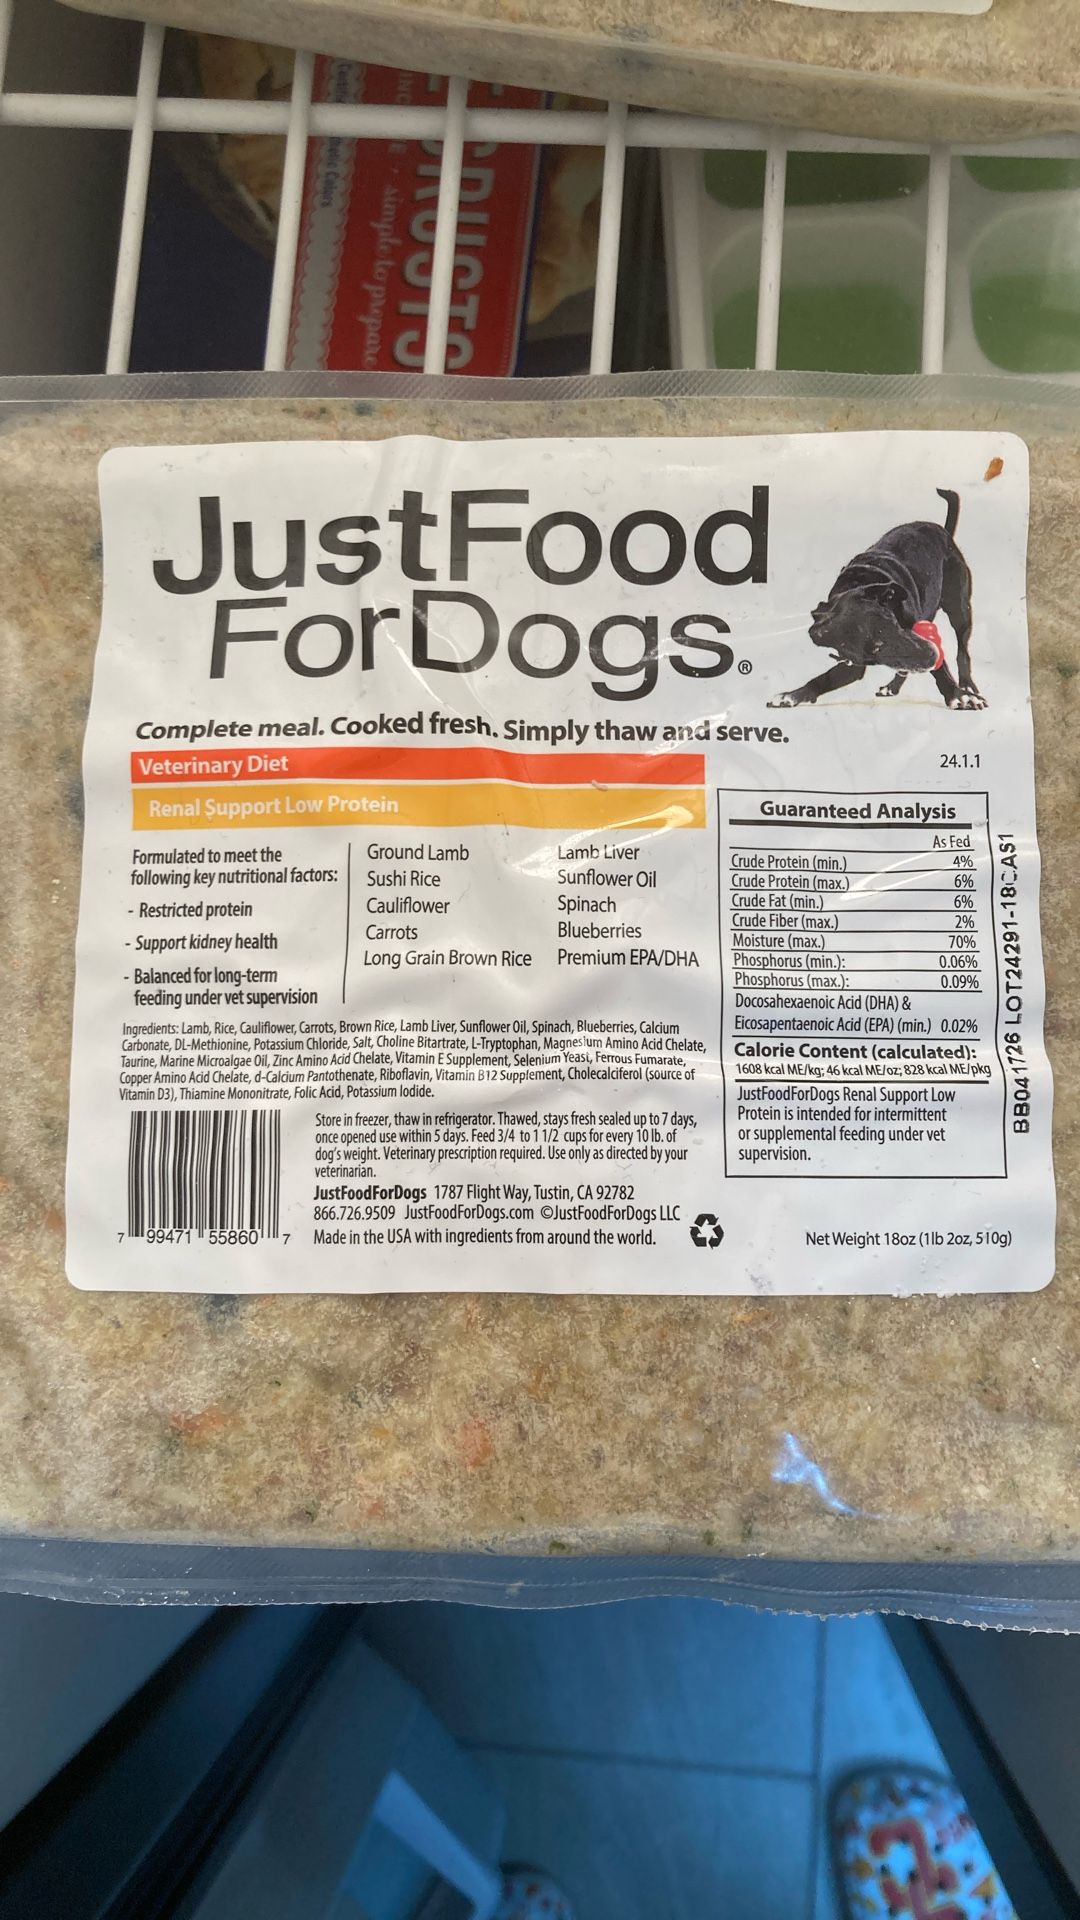 CRUSTS
simple to prepare
JustFood
ForDogs®
Complete meal. Cooked fresh. Simply thaw and serve.
Veterinary Diet
Renal Support Low Protein
24.1.1
Formulated to meet the
following key nutritional factors:
- Restricted protein
- Support kidney health
- Balanced for long-term
feeding under vet supervision
Ground Lamb
Sushi Rice
Cauliflower
Carrots
Long Grain Brown Rice
Lamb Liver
Sunflower Oil
Spinach
Blueberries
Premium EPA/DHA
Guaranteed Analysis
As Fed
Crude Protein (min.) 4%
Crude Protein (max.) 6%
Crude Fat (min.) 6%
Crude Fiber (max.) 2%
Moisture (max.) 70%
Phosphorus (min.): 0.06%
Phosphorus (max.): 0.09%
Docosahexaenoic Acid (DHA) &
Eicosapentaenoic Acid (EPA) (min.) 0.02%
Calorie Content (calculated):
1608 kcal ME/kg; 46 kcal ME/oz; 828 kcal ME/pkg
JustFoodForDogs Renal Support Low
Protein is intended for intermittent
or supplemental feeding under vet
supervision.
Ingredients: Lamb, Rice, Cauliflower, Carrots, Brown Rice, Lamb Liver, Sunflower Oil, Spinach, Blueberries, Calcium
Carbonate, DL-Methionine, Potassium Chloride, Salt, Choline Bitartrate, L-Tryptophan, Magnesium Amino Acid Chelate,
Taurine, Marine Microalgae Oil, Zinc Amino Acid Chelate, Vitamin E Supplement, Selenium Yeast, Ferrous Fumarate,
Copper Amino Acid Chelate, d-Calcium Pantothenate, Riboflavin, Vitamin B12 Supplement, Cholecalciferol (source of
Vitamin D3), Thiamine Mononitrate, Folic Acid, Potassium Iodide.
Store in freezer, thaw in refrigerator. Thawed, stays fresh sealed up to 7 days,
once opened use within 5 days. Feed 3/4 to 1 1/2 cups for every 10 lb. of
dog's weight. Veterinary prescription required. Use only as directed by your
veterinarian.
JustFoodForDogs 1787 Flight Way, Tustin, CA 92782
866.726.9509 JustFoodForDogs.com ©JustFoodForDogs LLC
Made in the USA with ingredients from around the world.
7 99471 55860 7
Net Weight 18oz (1lb 2oz, 510g)
BB041726